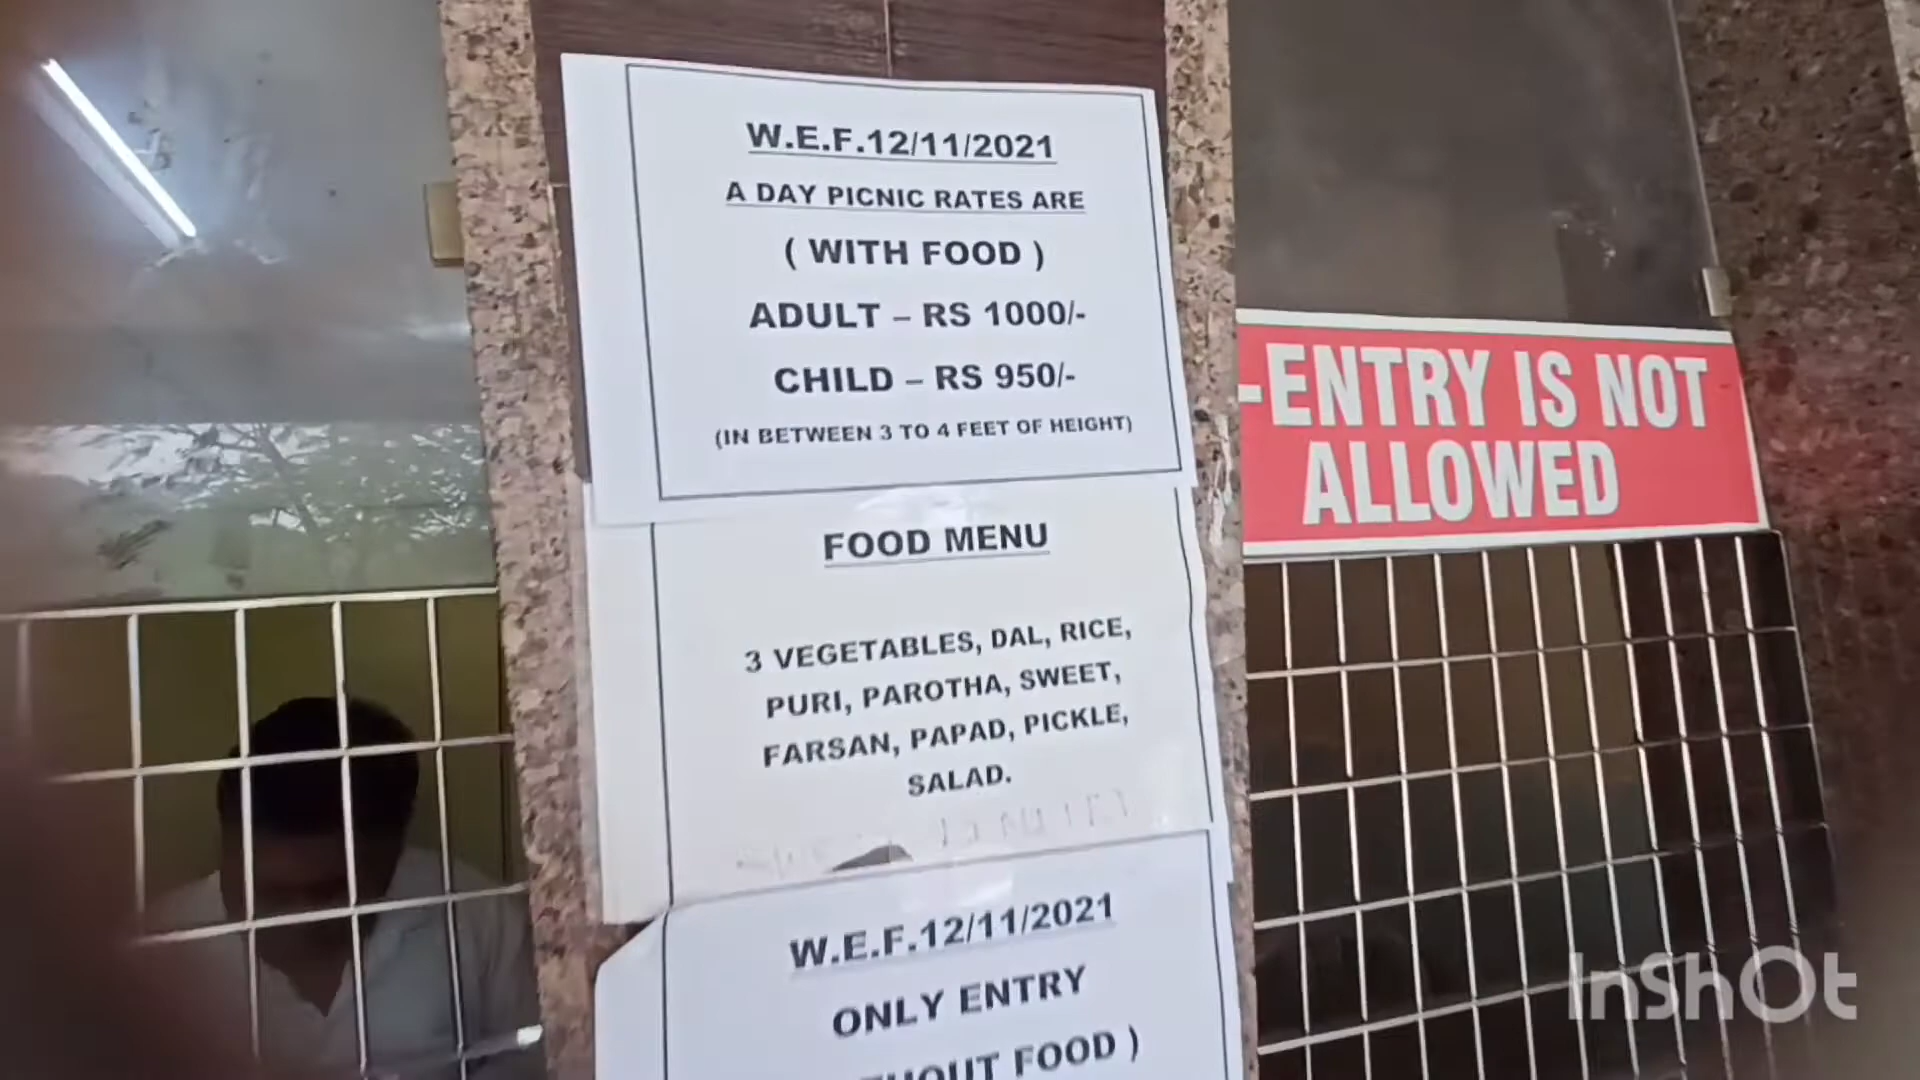 W.E.F.12/11/2021
A DAY PICNIC RATES ARE
( WITH FOOD )
ADULT – RS 1000/-
CHILD – RS 950/-
(IN BETWEEN 3 TO 4 FEET OF HEIGHT)
FOOD MENU
3 VEGETABLES, DAL, RICE,
PURI, PAROTHA, SWEET,
FARSAN, PAPAD, PICKLE,
SALAD.
W.E.F.12/11/2021
ONLY ENTRY
FOOD )
-ENTRY IS NOT
ALLOWED
InShOt